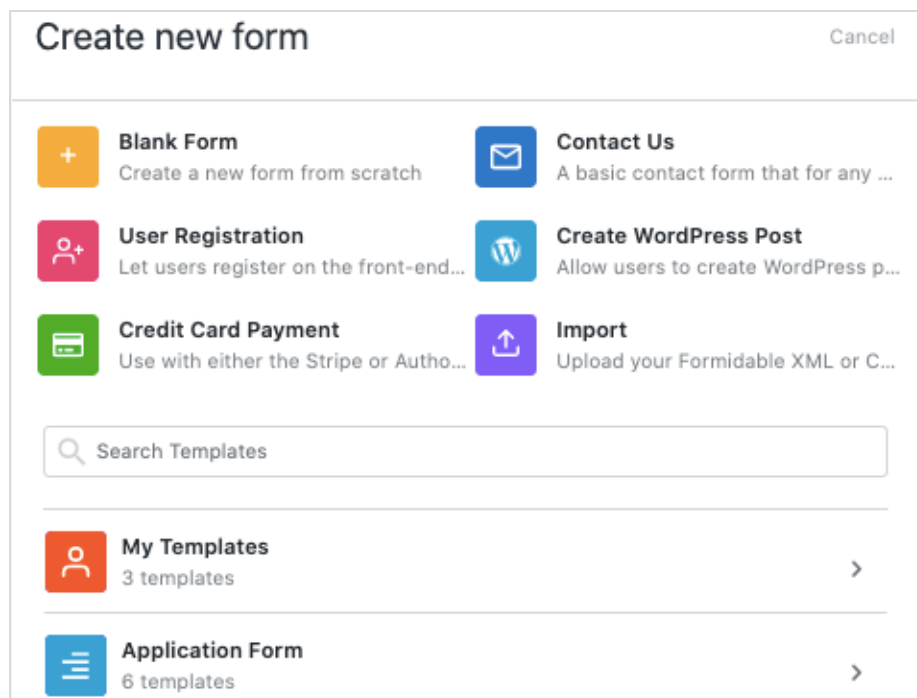 Create new form
Cancel
Blank Form
Create a new form from scratch
Contact Us
A basic contact form that for any ...
User Registration
Let users register on the front-end...
Create WordPress Post
Allow users to create WordPress p...
Credit Card Payment
Use with either the Stripe or Autho...
Import
Upload your Formidable XML or C...
Search Templates
My Templates
3 templates
Application Form
6 templates